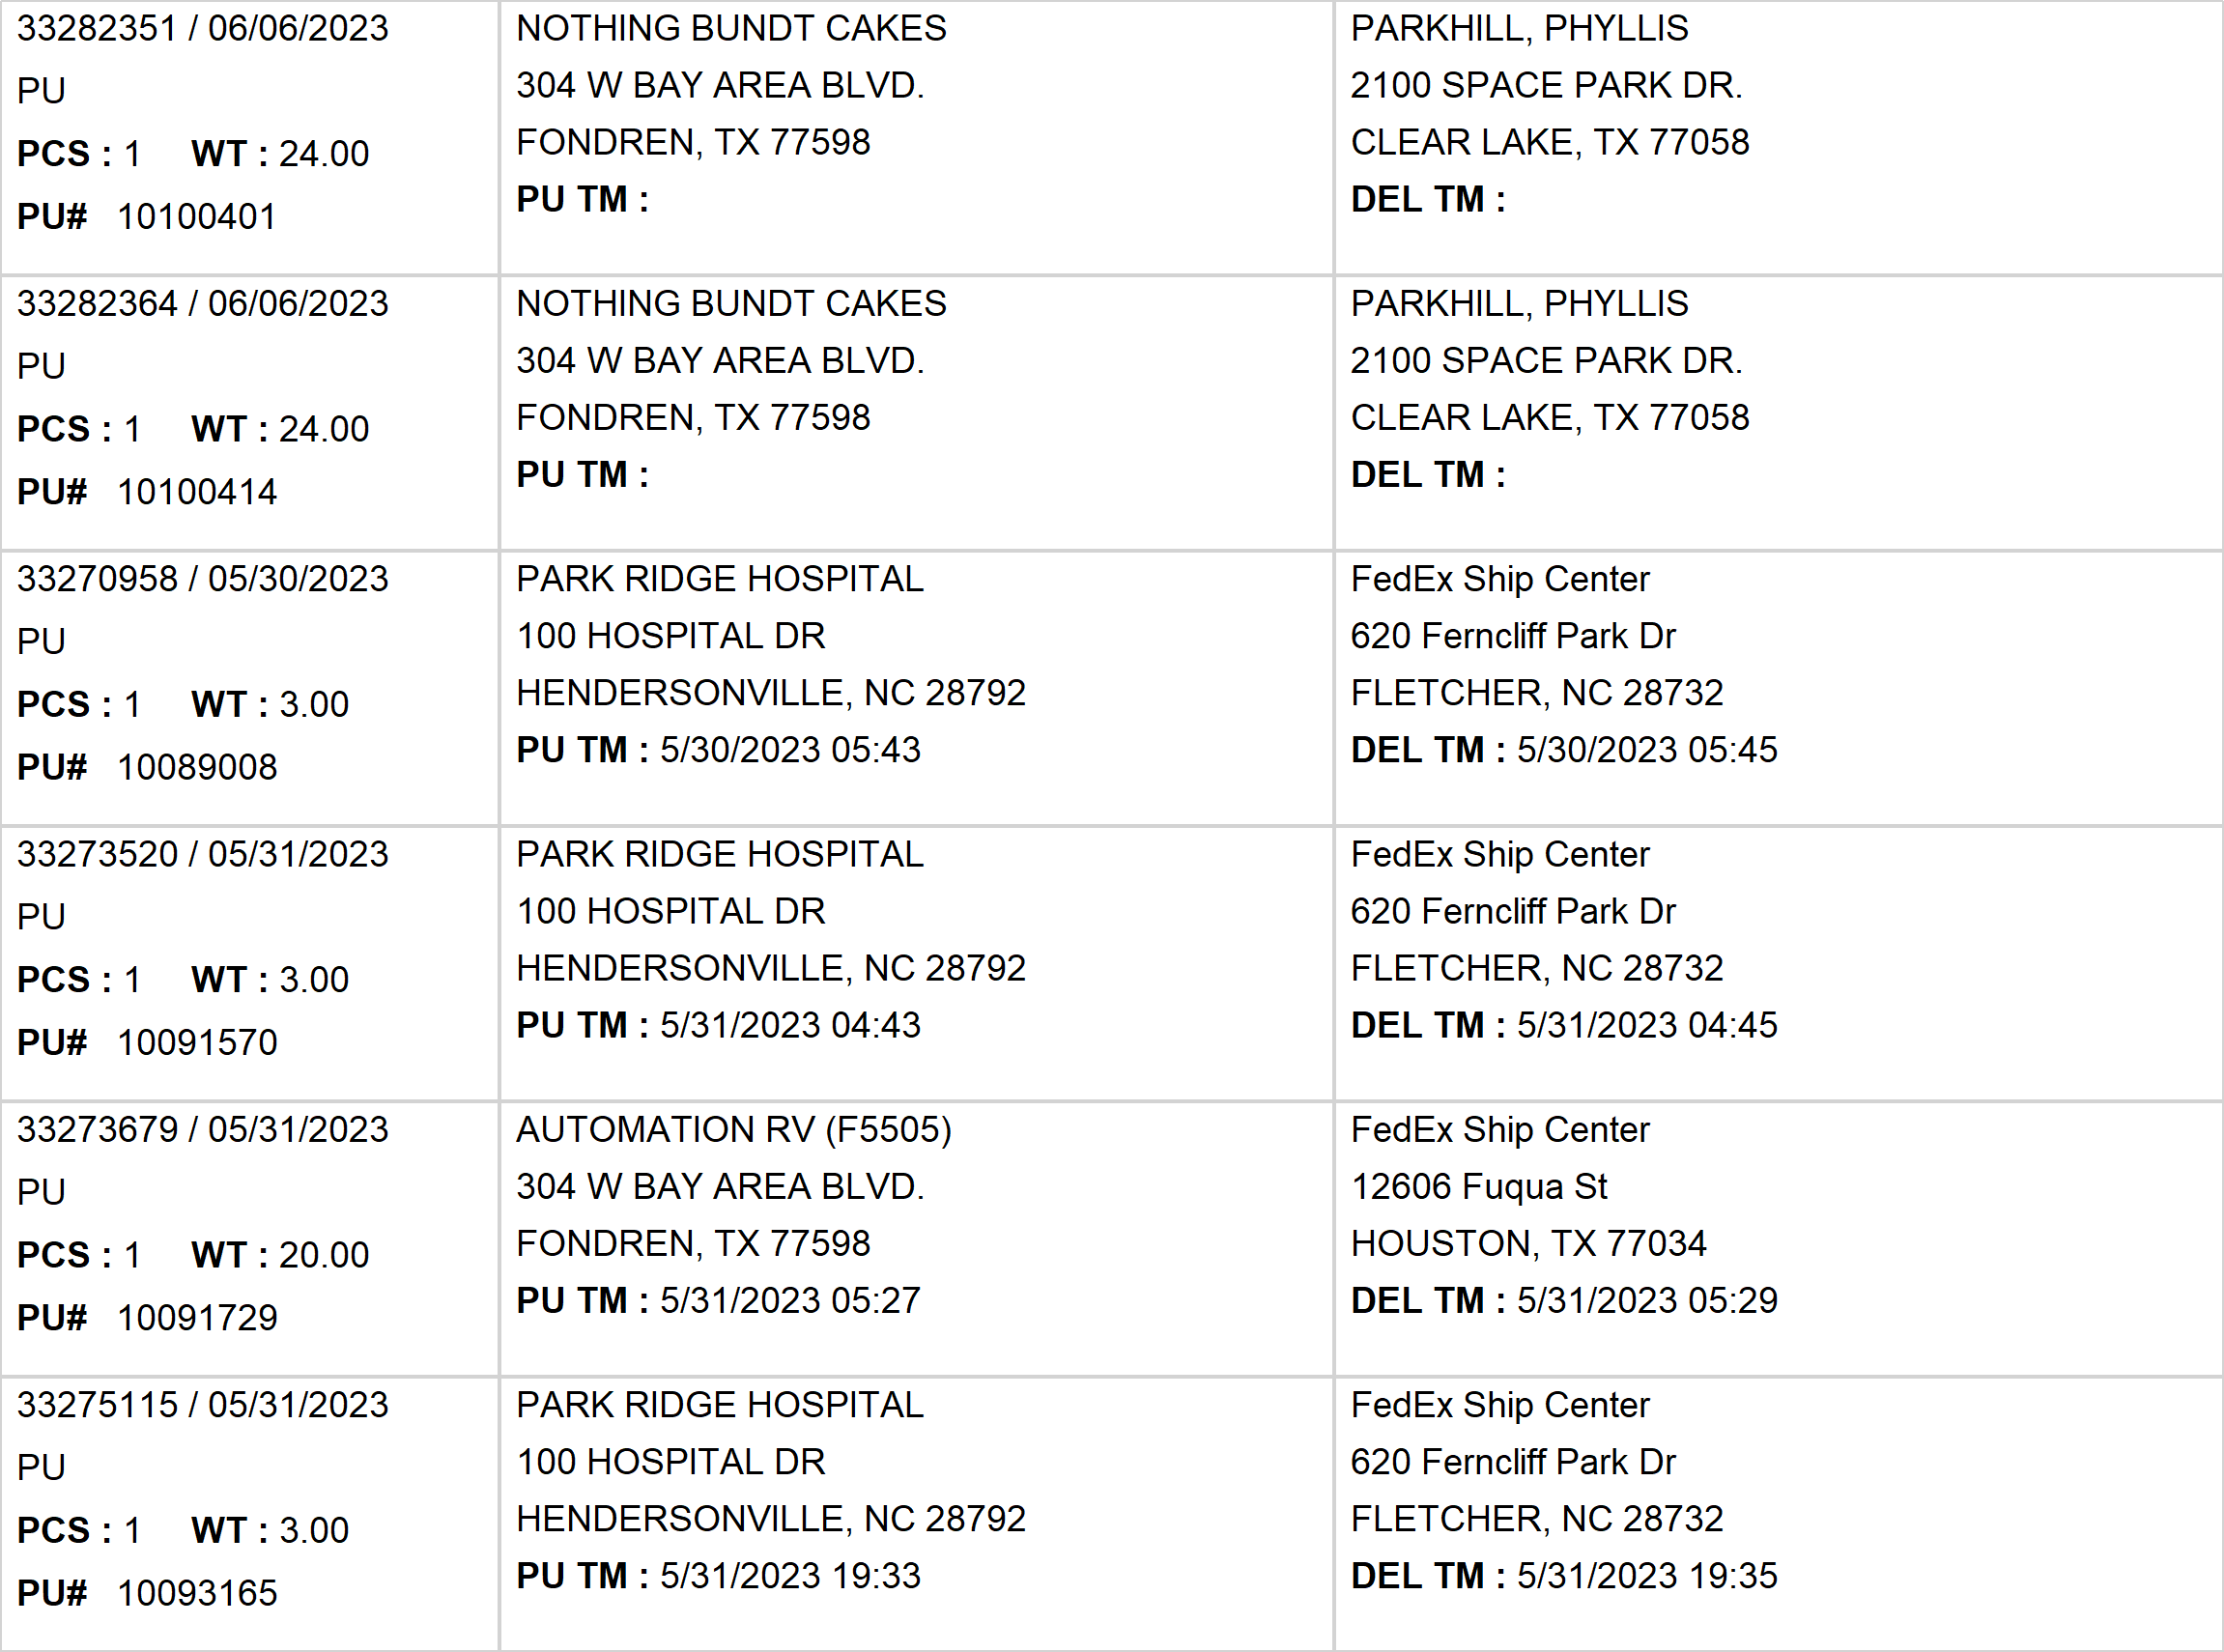 33282351 / 06/06/2023
PU
PCS : 1 WT : 24.00
PU# 10100401
NOTHING BUNDT CAKES
304 W BAY AREA BLVD.
FONDREN, TX 77598
PU TM :
PARKHILL, PHYLLIS
2100 SPACE PARK DR.
CLEAR LAKE, TX 77058
DEL TM :
33282364 / 06/06/2023
PU
PCS : 1 WT : 24.00
PU# 10100414
NOTHING BUNDT CAKES
304 W BAY AREA BLVD.
FONDREN, TX 77598
PU TM :
PARKHILL, PHYLLIS
2100 SPACE PARK DR.
CLEAR LAKE, TX 77058
DEL TM :
33270958 / 05/30/2023
PU
PCS : 1 WT : 3.00
PU# 10089008
PARK RIDGE HOSPITAL
100 HOSPITAL DR
HENDERSONVILLE, NC 28792
PU TM : 5/30/2023 05:43
FedEx Ship Center
620 Ferncliff Park Dr
FLETCHER, NC 28732
DEL TM : 5/30/2023 05:45
33273520 / 05/31/2023
PU
PCS : 1 WT : 3.00
PU# 10091570
PARK RIDGE HOSPITAL
100 HOSPITAL DR
HENDERSONVILLE, NC 28792
PU TM : 5/31/2023 04:43
FedEx Ship Center
620 Ferncliff Park Dr
FLETCHER, NC 28732
DEL TM : 5/31/2023 04:45
33273679 / 05/31/2023
PU
PCS : 1 WT : 20.00
PU# 10091729
AUTOMATION RV (F5505)
304 W BAY AREA BLVD.
FONDREN, TX 77598
PU TM : 5/31/2023 05:27
FedEx Ship Center
12606 Fuqua St
HOUSTON, TX 77034
DEL TM : 5/31/2023 05:29
33275115 / 05/31/2023
PU
PCS : 1 WT : 3.00
PU# 10093165
PARK RIDGE HOSPITAL
100 HOSPITAL DR
HENDERSONVILLE, NC 28792
PU TM : 5/31/2023 19:33
FedEx Ship Center
620 Ferncliff Park Dr
FLETCHER, NC 28732
DEL TM : 5/31/2023 19:35